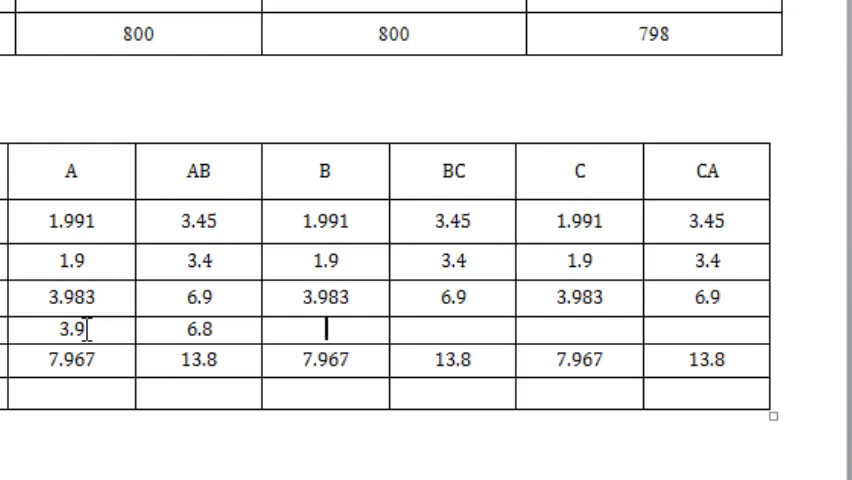 800 800 798
A AB B BC C CA
1.991 3.45 1.991 3.45 1.991 3.45
1.9 3.4 1.9 3.4 1.9 3.4
3.983 6.9 3.983 6.9 3.983 6.9
3.9 6.8
7.967 13.8 7.967 13.8 7.967 13.8